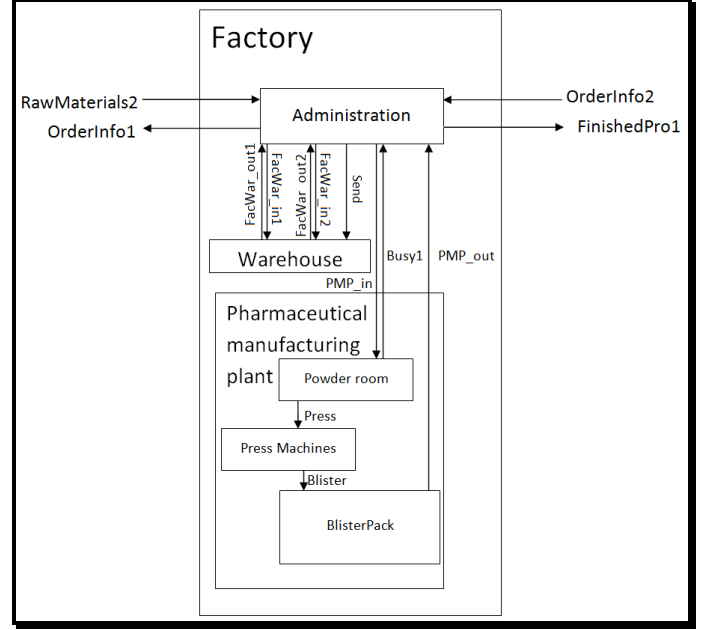 Factory
RawMaterials2
OrderInfo2
Administration
OrderInfo1
FinishedPro1
FacWar_out1
FacWar_in1
FacWar_out2
FacWar_in2
Send
Warehouse
Busy1
PMP_out
PMP_in
Pharmaceutical
manufacturing
plant
Powder room
Press
Press Machines
Blister
BlisterPack